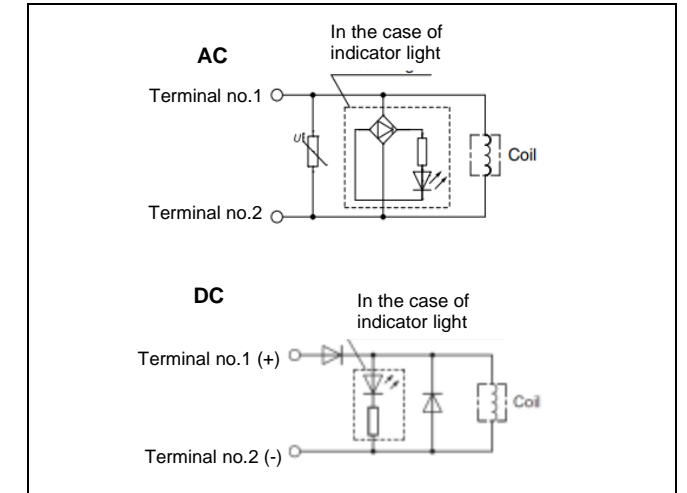 In the case of
indicator light
AC
Terminal no.1
U
Coil
Terminal no.2
DC
In the case of
indicator light
Terminal no.1 (+)
Coil
Terminal no.2 (-)